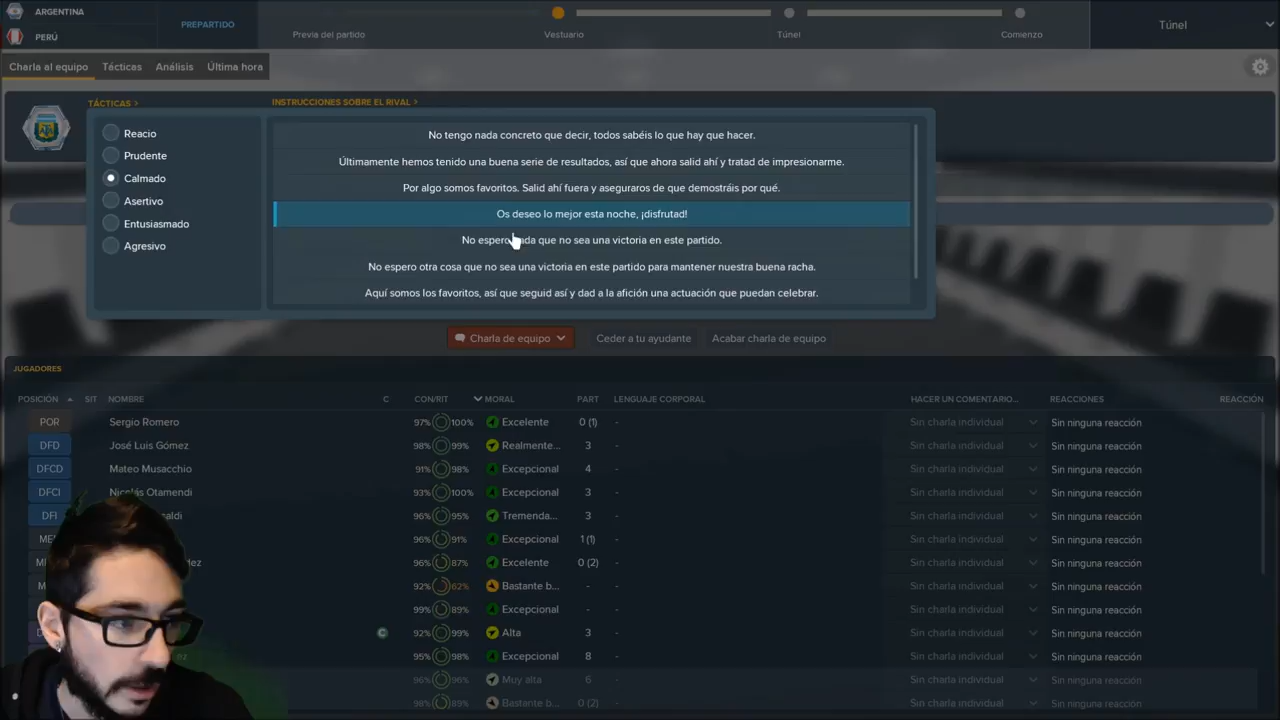 ARGENTINA
PERÚ
PREPARTIDO
Previa del partido
Vestuario
Túnel
Comienzo
Túnel
Charla al equipo
Tácticas
Análisis
Última hora
TÁCTICAS >
INSTRUCCIONES SOBRE EL RIVAL >
Reacio
Prudente
Calmado
Asertivo
Entusiasmado
Agresivo
No tengo nada concreto que decir, todos sabéis lo que hay que hacer.
Últimamente hemos tenido una buena serie de resultados, así que ahora salid ahí y tratad de impresionarme.
Por algo somos favoritos. Salid ahí fuera y aseguraros de que demostráis por qué.
Os deseo lo mejor esta noche, ¡disfrutad!
No espero nada que no sea una victoria en este partido.
No espero otra cosa que no sea una victoria en este partido para mantener nuestra buena racha.
Aquí somos los favoritos, así que seguid así y dad a la afición una actuación que puedan celebrar.
Charla de equipo
Ceder a tu ayudante
Acabar charla de equipo
JUGADORES
POSICIÓN SIT NOMBRE C CON/RIT MORAL PART LENGUAJE CORPORAL HACER UN COMENTARIO... REACCIONES REACCIÓN
POR Sergio Romero 97% 100% Excelente 0 (1) - Sin charla individual Sin ninguna reacción
DFD José Luis Gómez 98% 99% Realmente... 3 - Sin charla individual Sin ninguna reacción
DFCD Mateo Musacchio 91% 98% Excepcional 4 - Sin charla individual Sin ninguna reacción
DFCI Nicolás Otamendi 93% 100% Excepcional 3 - Sin charla individual Sin ninguna reacción
DFI 96% 95% Tremenda... 3 - Sin charla individual Sin ninguna reacción
96% 91% Excepcional 1 (1) - Sin charla individual Sin ninguna reacción
96% 87% Excelente 0 (2) - Sin charla individual Sin ninguna reacción
92% 62% Bastante b... - - Sin charla individual Sin ninguna reacción
99% 89% Excepcional - - Sin charla individual Sin ninguna reacción
C 92% 99% Alta 3 - Sin charla individual Sin ninguna reacción
95% 98% Excepcional 8 - Sin charla individual Sin ninguna reacción
96% 96% Muy alta 6 - Sin charla individual Sin ninguna reacción
98% 85% Bastante b... 0 (2) - Sin charla individual Sin ninguna reacción